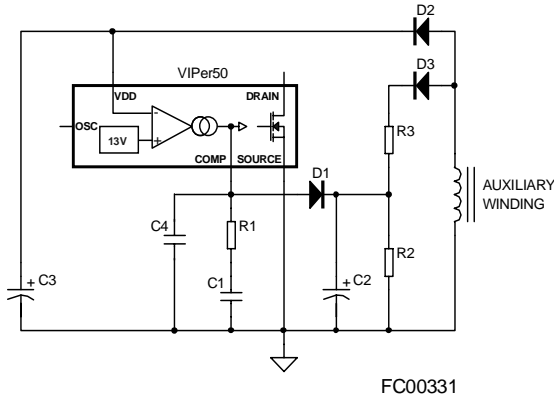 D2
VIPer50
D3
VDD
DRAIN
OSC
-
13V
+
R3
COMP
SOURCE
D1
AUXILIARY
WINDING
C4
R1
R2
+
C3
C1
+
C2
FC00331